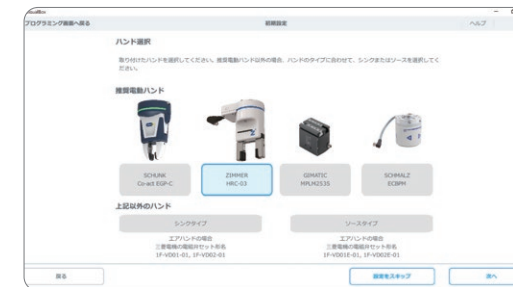 プログラミング画面へ戻る
初期設定
ヘルプ
ハンド選択
取り付けたハンドを選択してください。推奨電動ハンド以外の場合、ハンドのタイプに合わせて、シンクまたはソースを選択してく
ださい。
推奨電動ハンド
SCHUNK
Co-act EGP-C
ZIMMER
HRC-03
GIMATIC
MPLM2535
SCHMALZ
ECBPM
上記以外のハンド
シンクタイプ
ソースタイプ
エアハンドの場合
三菱電機の電磁弁セット形名
1F-VD01-01, 1F-VD02-01
エアハンドの場合
三菱電機の電磁弁セット形名
1F-VD01E-01, 1F-VD02E-01
戻る
設定をスキップ
次へ